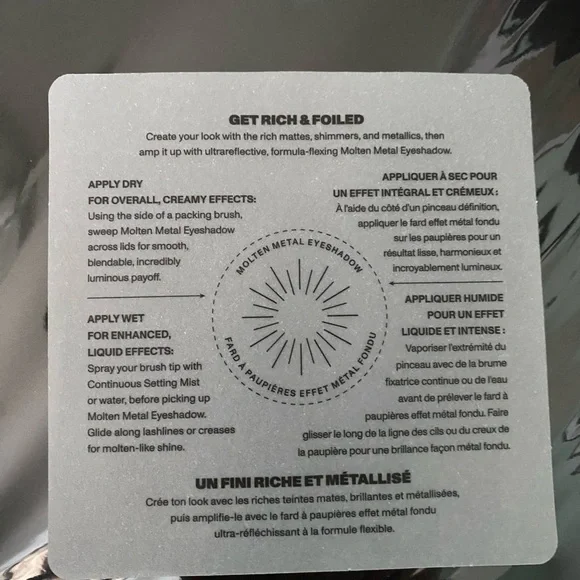 GET RICH & FOILED
Create your look with the rich mattes, shimmers, and metallics, then
amp it up with ultrareflective, formula-flexing Molten Metal Eyeshadow.
APPLY DRY
FOR OVERALL, CREAMY EFFECTS:
Using the side of a packing brush,
sweep Molten Metal Eyeshadow
across lids for smooth,
blendable, incredibly
luminous payoff.
APPLIQUER À SEC POUR
UN EFFET INTÉGRAL ET CRÉMEUX :
À l'aide du côté d'un pinceau définition,
appliquer le fard effet métal fondu
sur les paupières pour un
résultat lisse, harmonieux et
incroyablement lumineux.
MOLTEN METAL EYESHADOW
FARD À PAUPIÈRES EFFET MÉTAL FONDU
APPLY WET
FOR ENHANCED,
LIQUID EFFECTS:
Spray your brush tip with
Continuous Setting Mist
or water, before picking up
Molten Metal Eyeshadow.
Glide along lashlines or creases
for molten-like shine.
APPLIQUER HUMIDE
POUR UN EFFET
LIQUIDE ET INTENSE :
Vaporiser l'extrémité du
pinceau avec de la brume
fixatrice continue ou de l'eau
avant de prélever le fard à
paupières effet métal fondu. Faire
glisser le long de la ligne des cils ou du creux de
la paupière pour une brillance façon métal fondu.
UN FINI RICHE ET MÉTALLISÉ
Crée ton look avec les riches teintes mates, brillantes et métallisées,
puis amplifie-le avec le fard à paupières effet métal fondu
ultra-réfléchissant à la formule flexible.